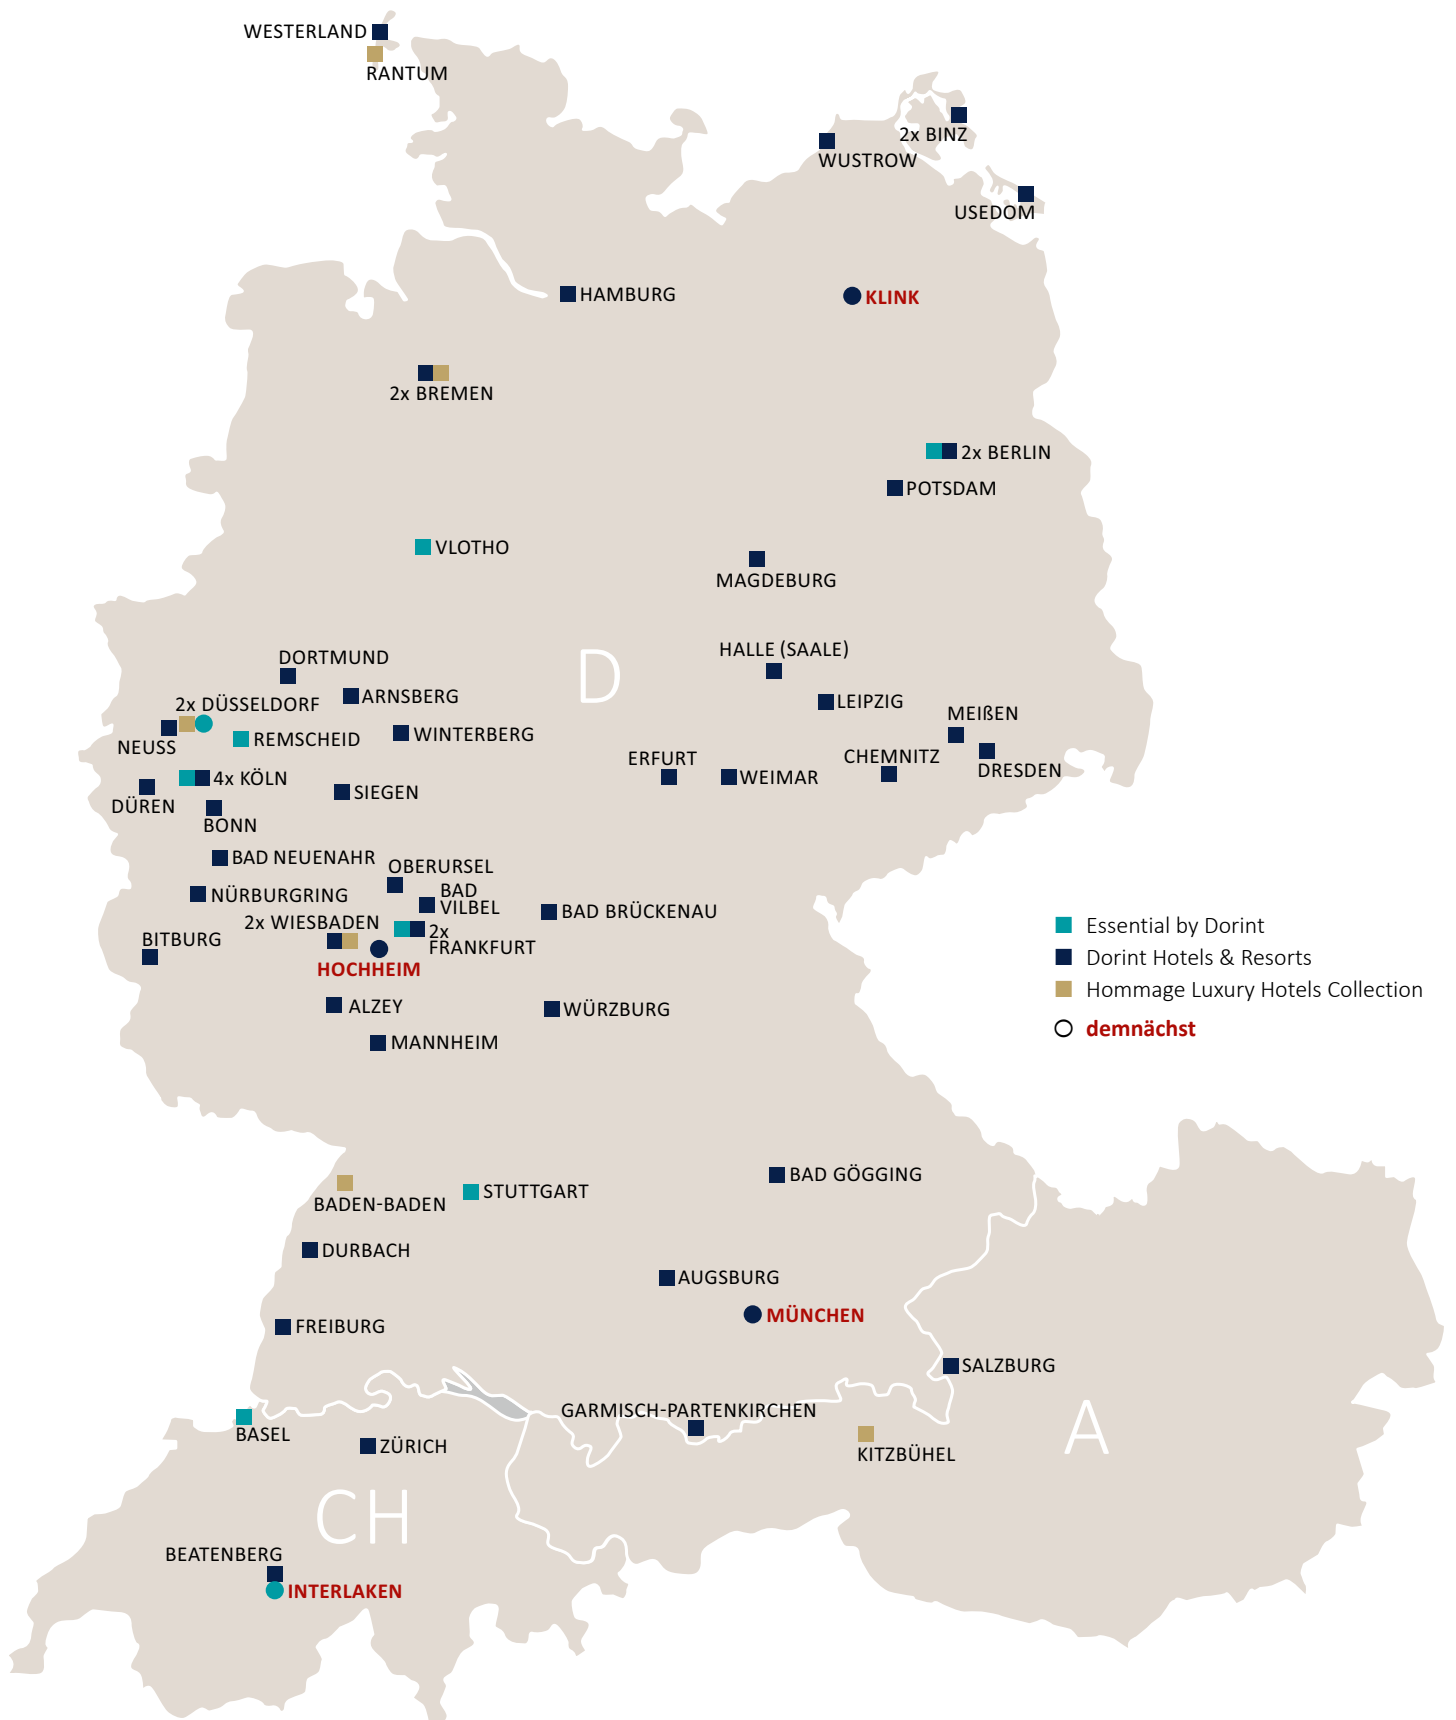 WESTERLAND
RANTUM
2x BINZ
WUSTROW
USEDOM
HAMBURG
KLINK
2x BREMEN
2x BERLIN
POTSDAM
VLOTHO
MAGDEBURG
HALLE (SAALE)
DORTMUND
D
ARNSBERG
LEIPZIG
2x DÜSSELDORF
MEIßEN
WINTERBERG
REMSCHEID
NEUSS
ERFURT
CHEMNITZ
DRESDEN
4x KÖLN
WEIMAR
SIEGEN
DÜREN
BONN
BAD NEUENAHR
OBERURSEL
BAD
VILBEL
NÜRBURGRING
BAD BRÜCKENAU
2x WIESBADEN
2x
FRANKFURT
BITBURG
HOCHHEIM
Essential by Dorint
Dorint Hotels & Resorts
Hommage Luxury Hotels Collection
demnächst
ALZEY
WÜRZBURG
MANNHEIM
BAD GÖGGING
STUTTGART
BADEN-BADEN
DURBACH
AUGSBURG
MÜNCHEN
FREIBURG
SALZBURG
GARMISCH-PARTENKIRCHEN
A
BASEL
ZÜRICH
KITZBÜHEL
CH
BEATENBERG
INTERLAKEN